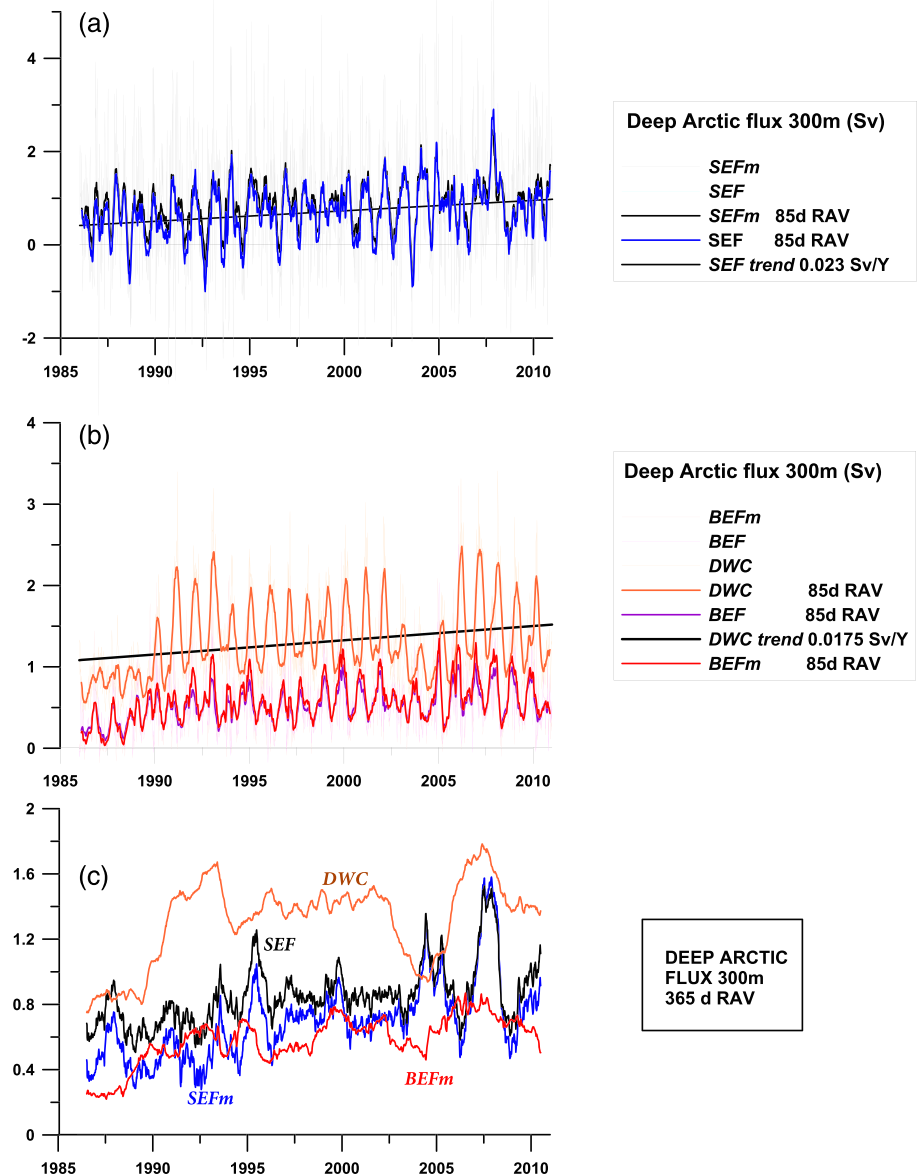 (a)
4
2
0
-2
1985 1990 1995 2000 2005 2010
Deep Arctic flux 300m (Sv)
SEFm
SEF
SEFm 85d RAV
SEF 85d RAV
SEF trend 0.023 Sv/Y
(b)
4
3
2
1
0
1985 1990 1995 2000 2005 2010
Deep Arctic flux 300m (Sv)
BEFm
BEF
DWC
DWC 85d RAV
BEF 85d RAV
DWC trend 0.0175 Sv/Y
BEFm 85d RAV
2
1.6
(c)
DWC
1.2
SEF
0.8
0.4
BEFm
SEFm
0
1985 1990 1995 2000 2005 2010
DEEP ARCTIC
FLUX 300m
365 d RAV